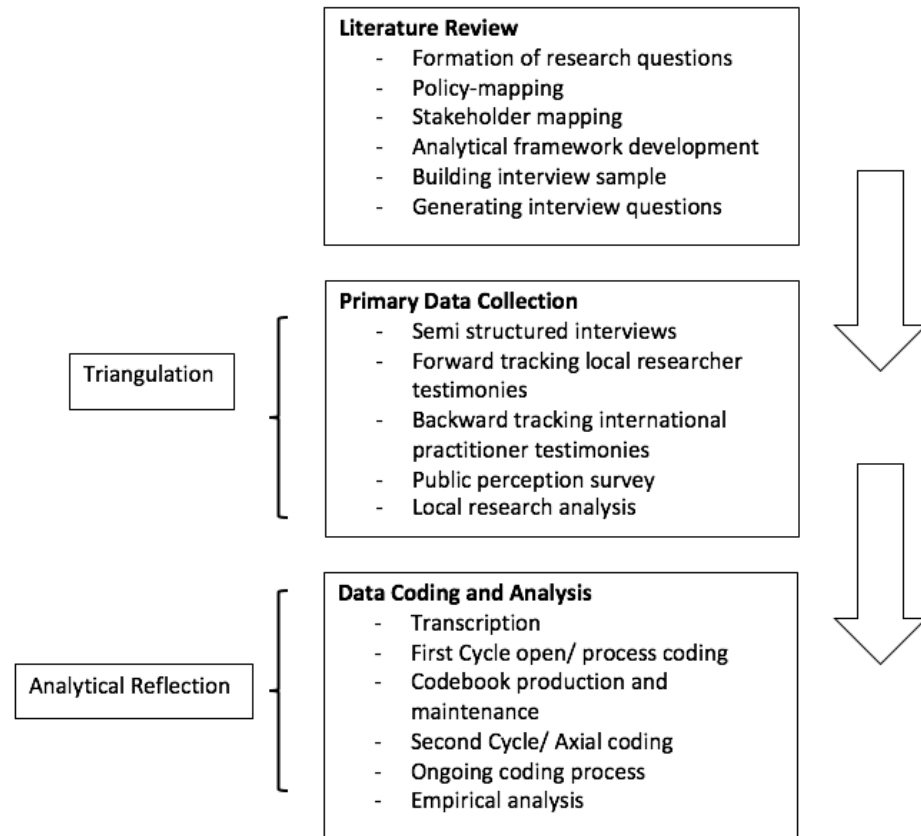 Literature Review
- Formation of research questions
- Policy-mapping
- Stakeholder mapping
- Analytical framework development
- Building interview sample
- Generating interview questions
Primary Data Collection
- Semi structured interviews
- Forward tracking local researcher
testimonies
- Backward tracking international
practitioner testimonies
- Public perception survey
- Local research analysis
Triangulation
Data Coding and Analysis
- Transcription
- First Cycle open/ process coding
- Codebook production and
maintenance
- Second Cycle/ Axial coding
- Ongoing coding process
- Empirical analysis
Analytical Reflection